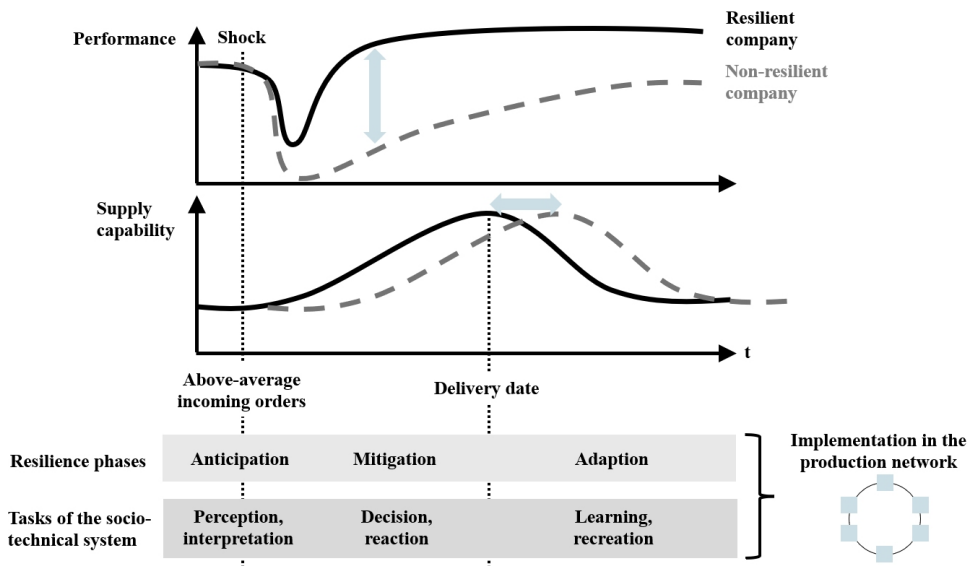 Performance
Shock
Resilient
company
Non-resilient
company
Supply
capability
t
Above-average
incoming orders
Delivery date
Resilience phases
Anticipation
Mitigation
Adaption
Implementation in the
production network
Tasks of the socio-
technical system
Perception,
interpretation
Decision,
reaction
Learning,
recreation